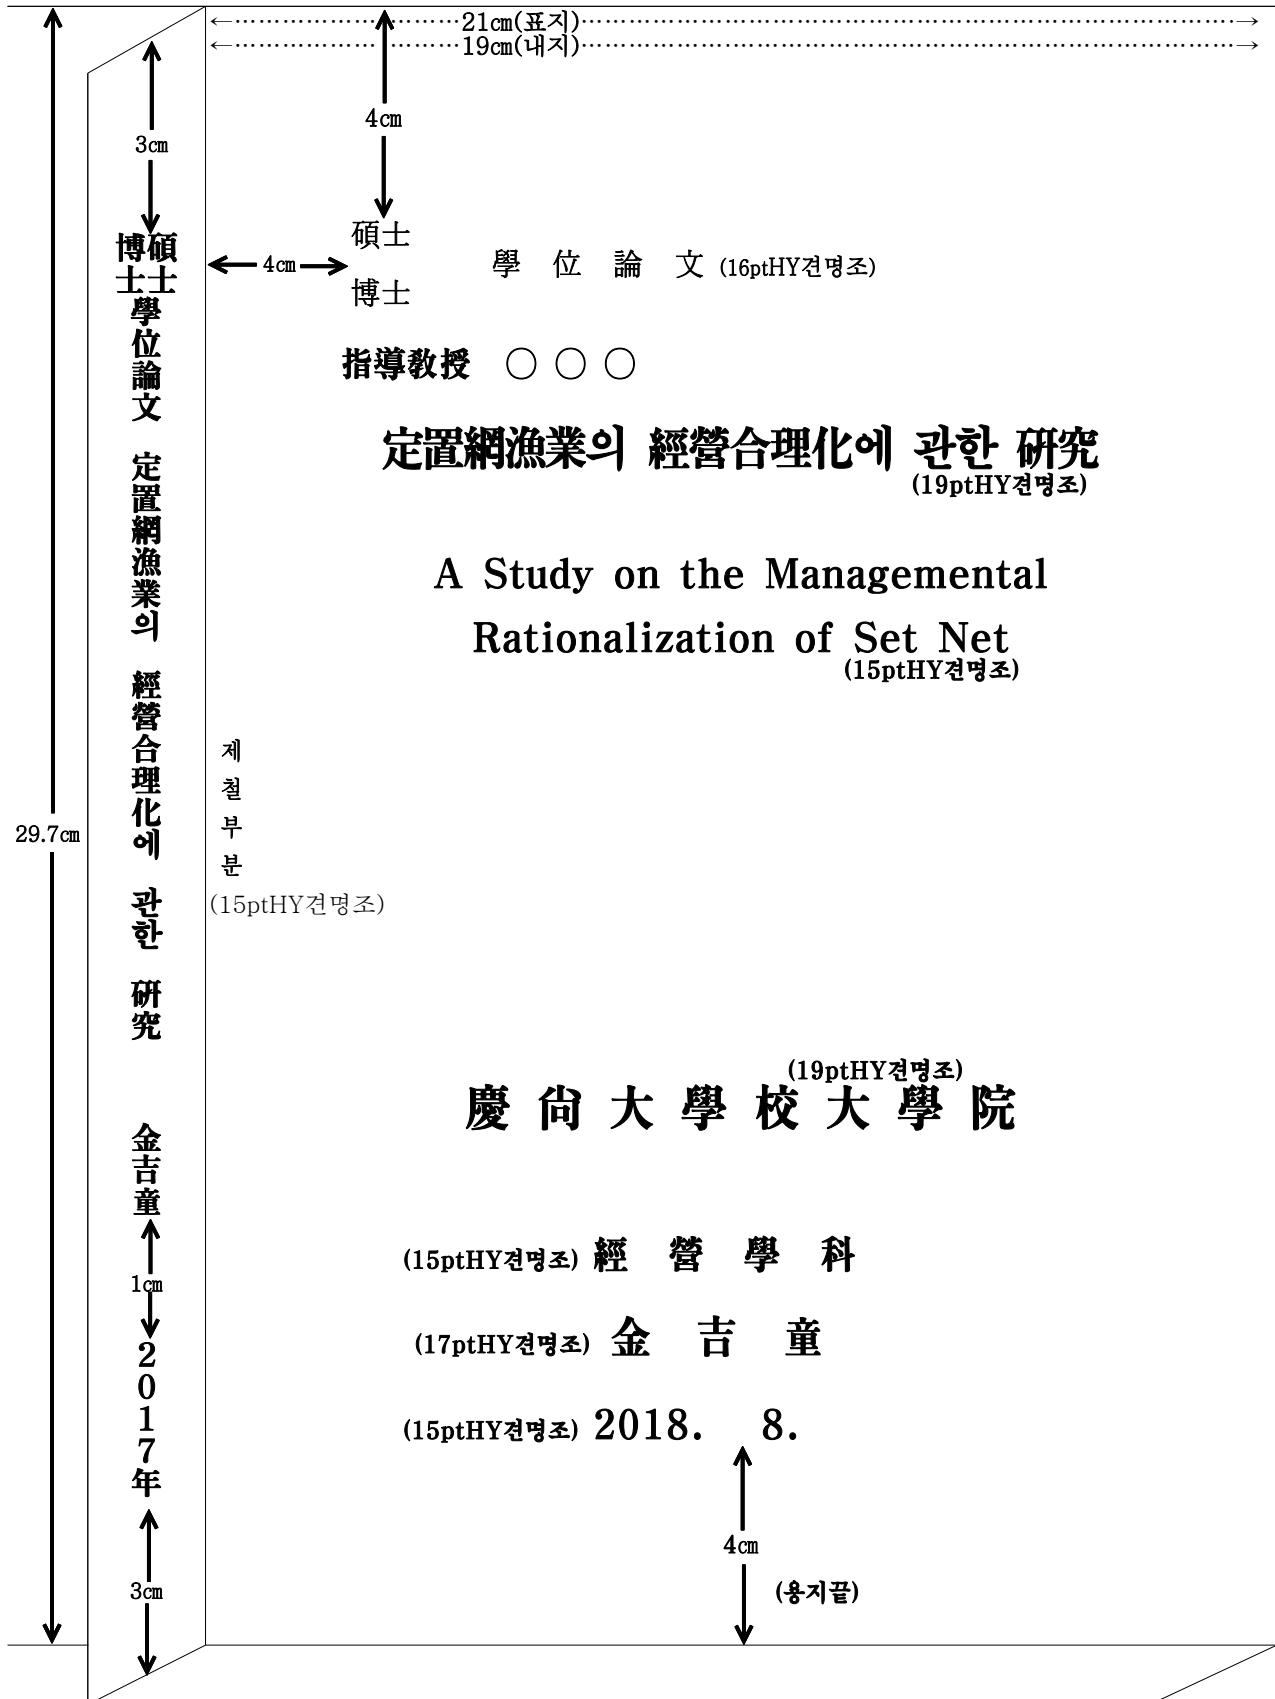 21cm(표지)
19cm(내지)
4㎝
3㎝
碩士
博士
4㎝
學 位 論 文 (16ptHY견명조)
指導敎授 ○ ○ ○
定置網漁業의 經營合理化에 관한 硏究
(19ptHY견명조)
A Study on the Managemental
Rationalization of Set Net
(15ptHY견명조)
碩士
博士
學位論文 定置網漁業의 經營合理化에 관한 硏究 金吉童
1㎝
2017年
3㎝
29.7㎝
제철부분
(15ptHY견명조)
(19ptHY견명조)
慶 尙 大 學 校 大 學 院
(15ptHY견명조) 經 營 學 科
(17ptHY견명조) 金 吉 童
(15ptHY견명조) 2018. 8.
4㎝
(용지끝)